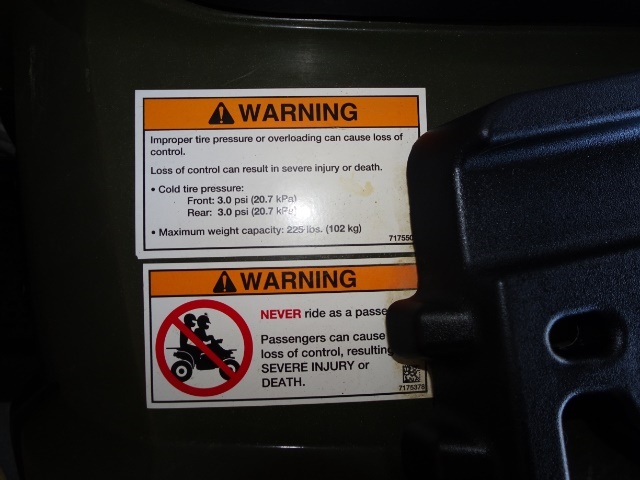 WARNING
Improper tire pressure or overloading can cause loss of
control.
Loss of control can result in severe injury or death.
• Cold tire pressure:
Front: 3.0 psi (20.7 kPa)
Rear: 3.0 psi (20.7 kPa)
• Maximum weight capacity: 225 lbs. (102 kg)
WARNING
NEVER ride as a
Passengers can cause
loss of control, resulting
SEVERE INJURY or
DEATH.
7175378